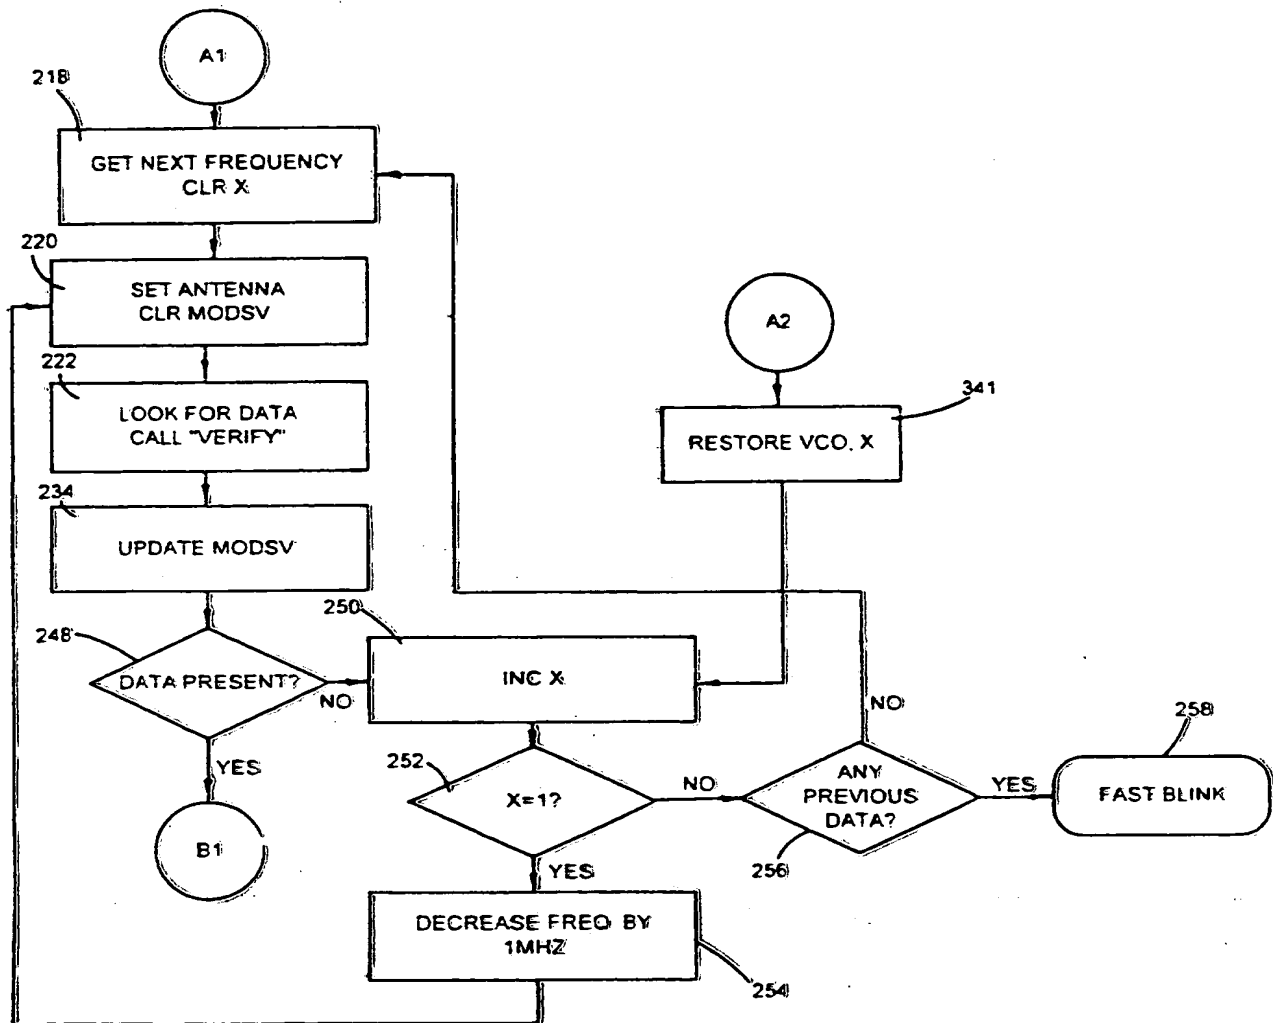 A1
218
GET NEXT FREQUENCY
CLR X
220
SET ANTENNA
CLR MODSV
A2
222
LOOK FOR DATA
CALL "VERIFY"
341
RESTORE VCO, X
234
UPDATE MODSV
250
248
DATA PRESENT?
NO
INC X
NO
258
YES
252
X=1?
NO
ANY
PREVIOUS
DATA?
YES
FAST BLINK
B1
256
YES
DECREASE FREQ BY
1MHZ
254